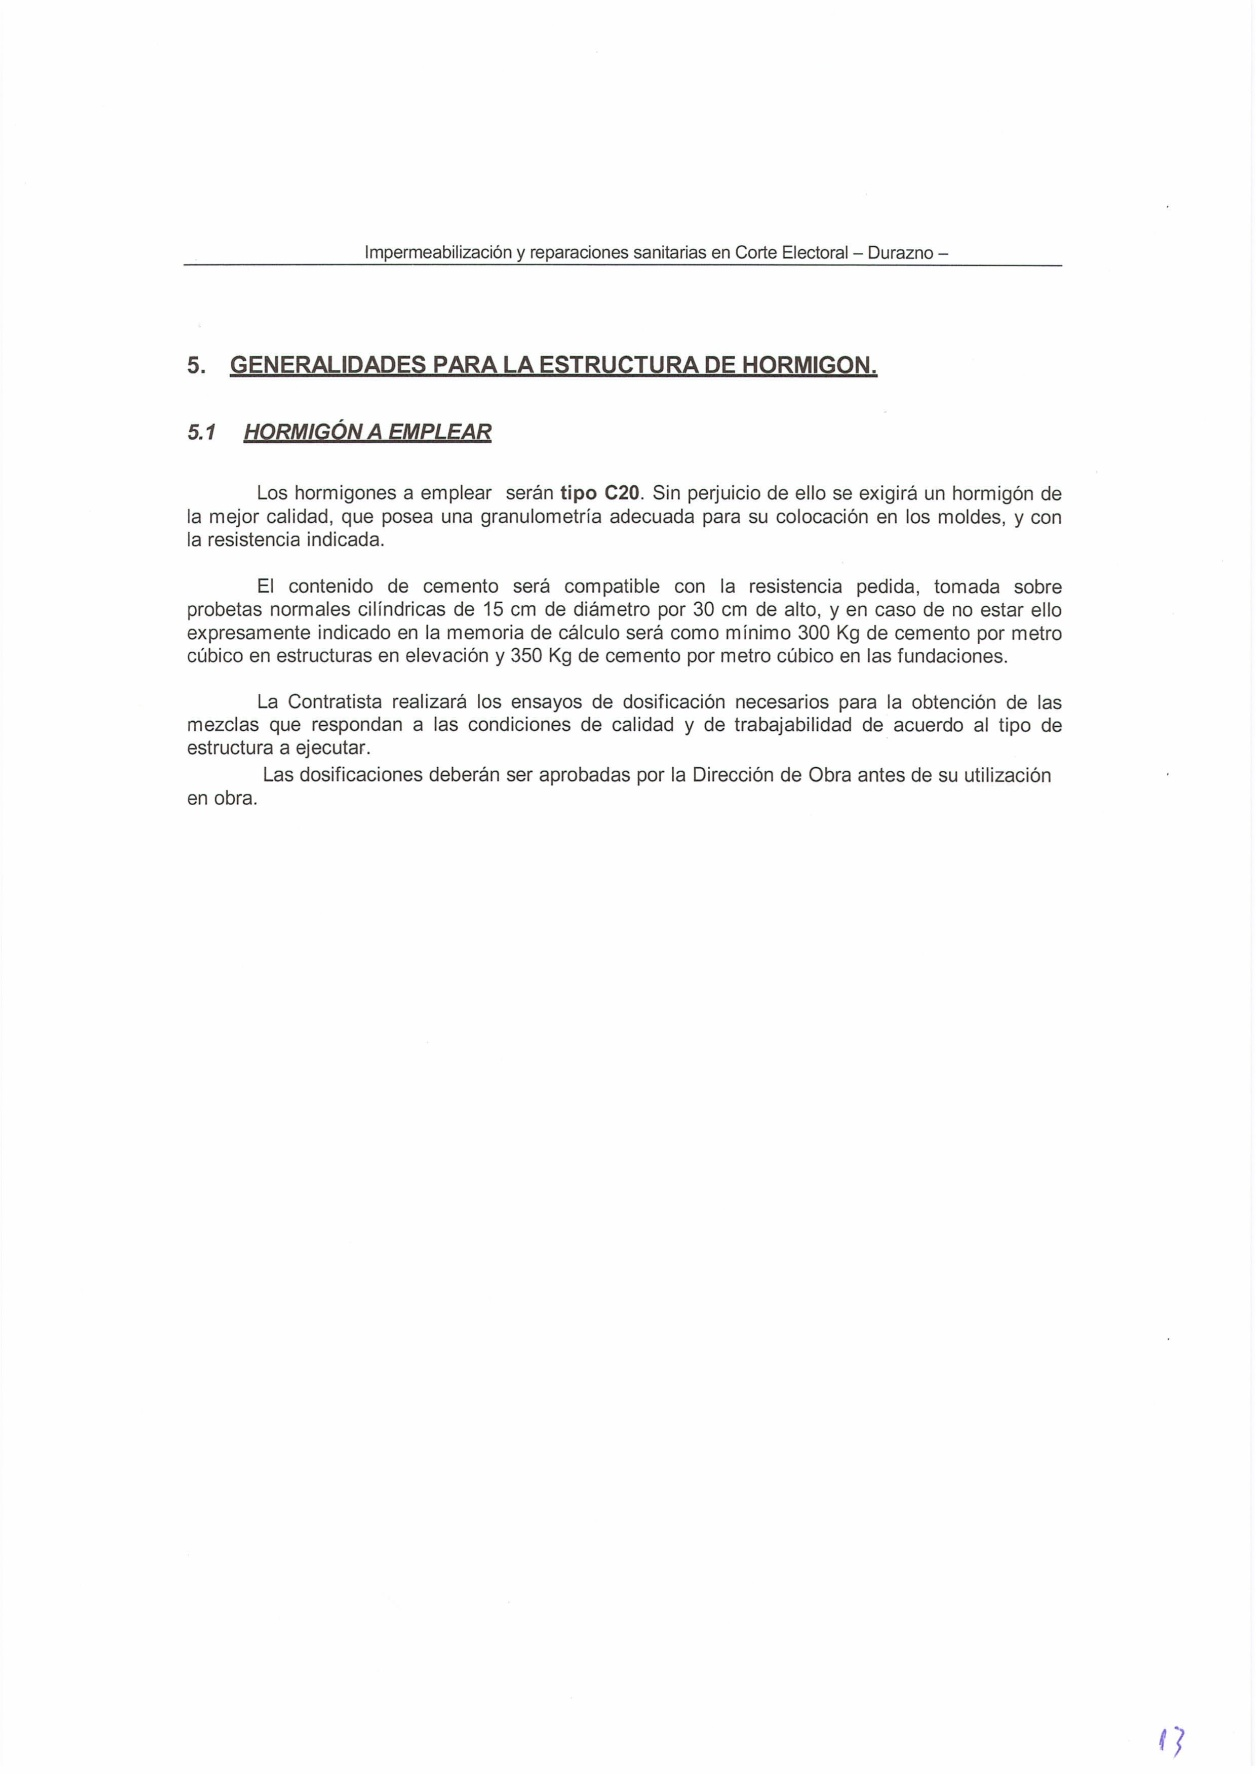 Impermeabilización y reparaciones sanitarias en Corte Electoral – Durazno –
5. GENERALIDADES PARA LA ESTRUCTURA DE HORMIGON.
5.1 HORMIGÓN A EMPLEAR
Los hormigones a emplear serán tipo C20. Sin perjuicio de ello se exigirá un hormigón de
la mejor calidad, que posea una granulometría adecuada para su colocación en los moldes, y con
la resistencia indicada.
El contenido de cemento será compatible con la resistencia pedida, tomada sobre
probetas normales cilíndricas de 15 cm de diámetro por 30 cm de alto, y en caso de no estar ello
expresamente indicado en la memoria de cálculo será como mínimo 300 Kg de cemento por metro
cúbico en estructuras en elevación y 350 Kg de cemento por metro cúbico en las fundaciones.
La Contratista realizará los ensayos de dosificación necesarios para la obtención de las
mezclas que respondan a las condiciones de calidad y de trabajabilidad de acuerdo al tipo de
estructura a ejecutar.
Las dosificaciones deberán ser aprobadas por la Dirección de Obra antes de su utilización
en obra.
13